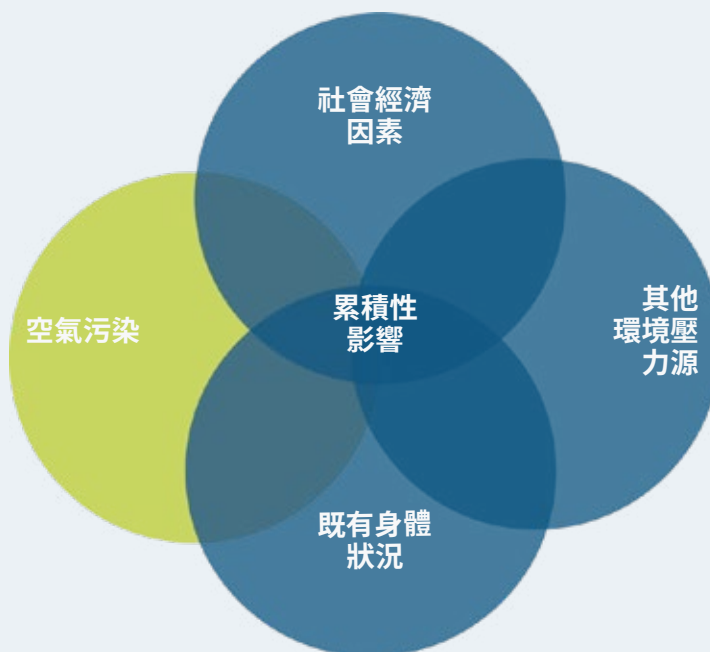 社會經濟
因素
空氣污染
累積性
影響
其他
環境壓
力源
既有身體
狀況